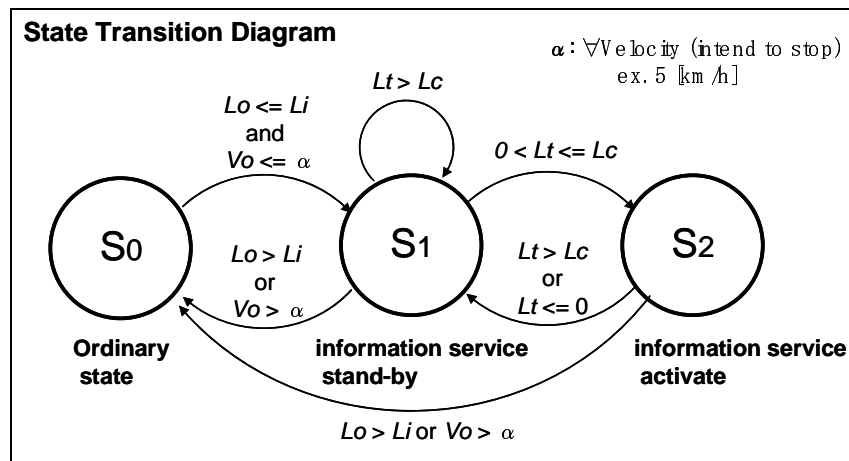 State Transition Diagram
α : ∀Velocity (intend to stop)
ex. 5 [km/h]
Lt > Lc
Lo <= Li
and
Vo <= α
0 < Lt <= Lc
S0
S1
S2
Lo > Li
or
Vo > α
Lt > Lc
or
Lt <= 0
Ordinary
state
information service
stand-by
information service
activate
Lo > Li or Vo > α